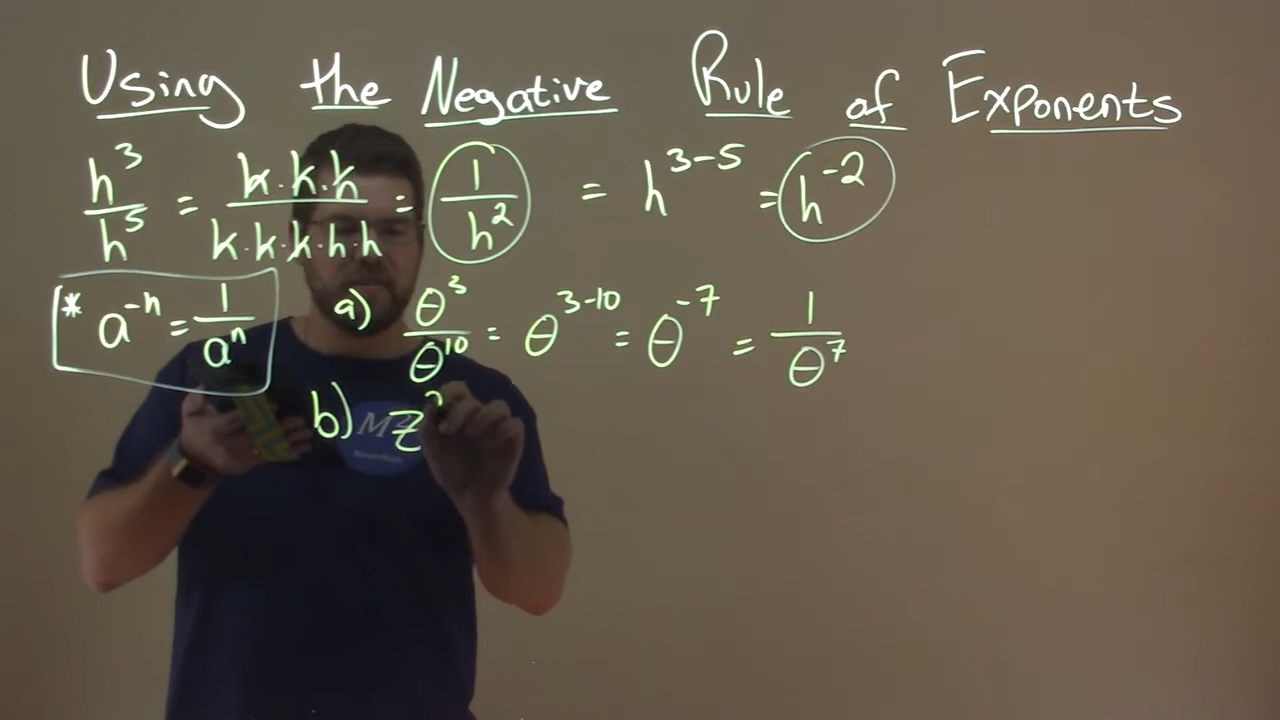 Using the Negative Rule of Exponents
h³/h⁵ = h·h·h/h·h·h·h·h = 1/h² = h³⁻⁵ = h⁻²
* a⁻ⁿ = 1/aⁿ a) θ³/θ¹⁰ = θ³⁻¹⁰ = θ⁻⁷ = 1/θ⁷
b) z